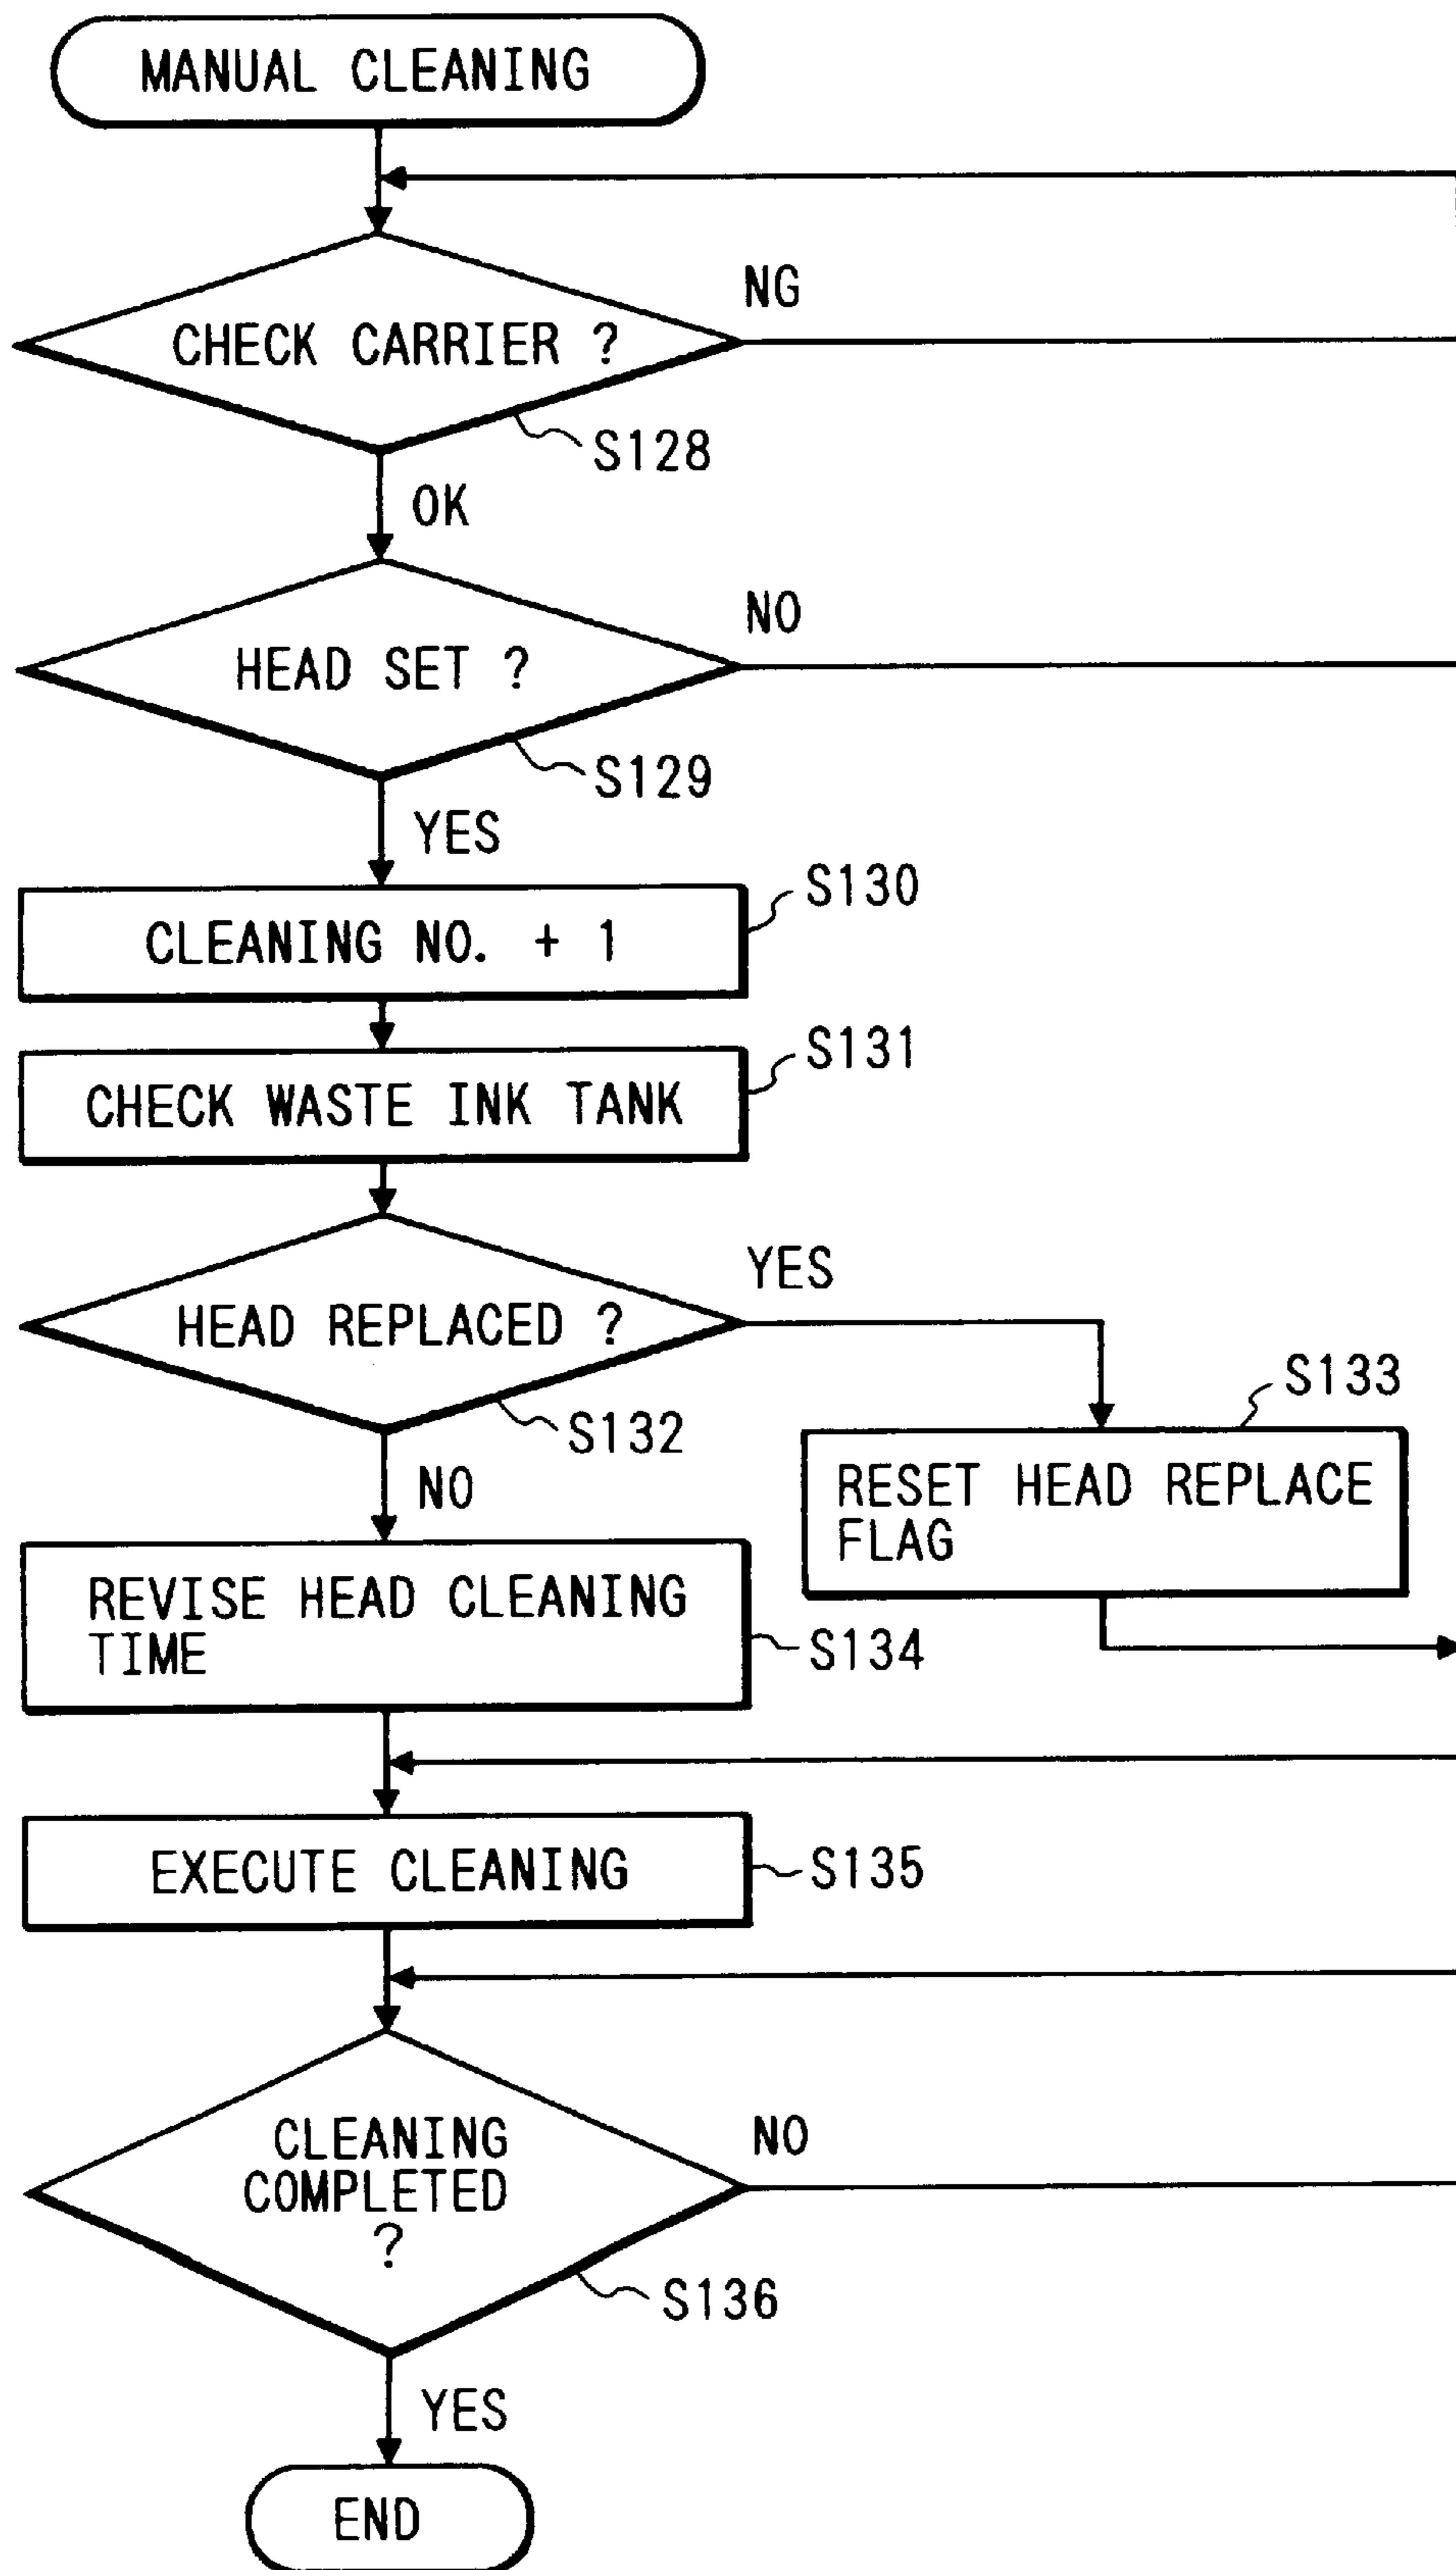 MANUAL CLEANING
NG
CHECK CARRIER ?
S128
OK
NO
HEAD SET ?
S129
YES
S130
CLEANING NO. + 1
S131
CHECK WASTE INK TANK
YES
HEAD REPLACED ?
S133
S132
RESET HEAD REPLACE
FLAG
NO
REVISE HEAD CLEANING
TIME
S134
EXECUTE CLEANING
S135
CLEANING
COMPLETED
?
NO
S136
YES
END